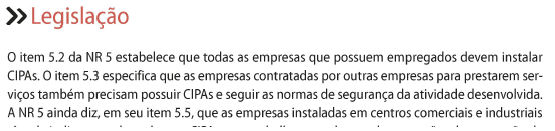 Legislação
O item 5.2 da NR 5 estabelece que todas as empresas que possuem empregados devem instalar
CIPAs. O item 5.3 especifica que as empresas contratadas por outras empresas para prestarem ser-
viços também precisam possuir CIPAs e seguir as normas de segurança da atividade desenvolvida.
A NR 5 ainda diz, em seu item 5.5, que as empresas instaladas em centros comerciais e industriais